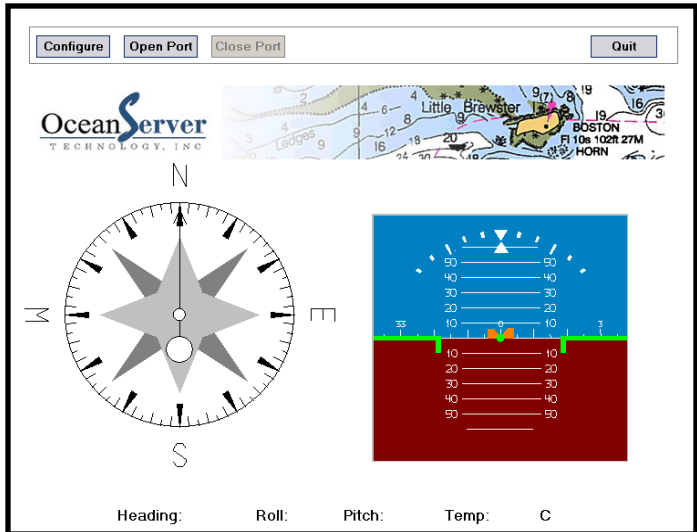 Configure Open Port Close Port Quit
OceanServer
TECHNOLOGY, INC
Little Brewster
Ledges
BOSTON
Fl 10s 102ft 27M
HORN
N
W
E
S
50 50
40 40
30 30
20 20
10 10
33 0 3
10 10
20 20
30 30
40 40
50 50
Heading: Roll: Pitch: Temp: C